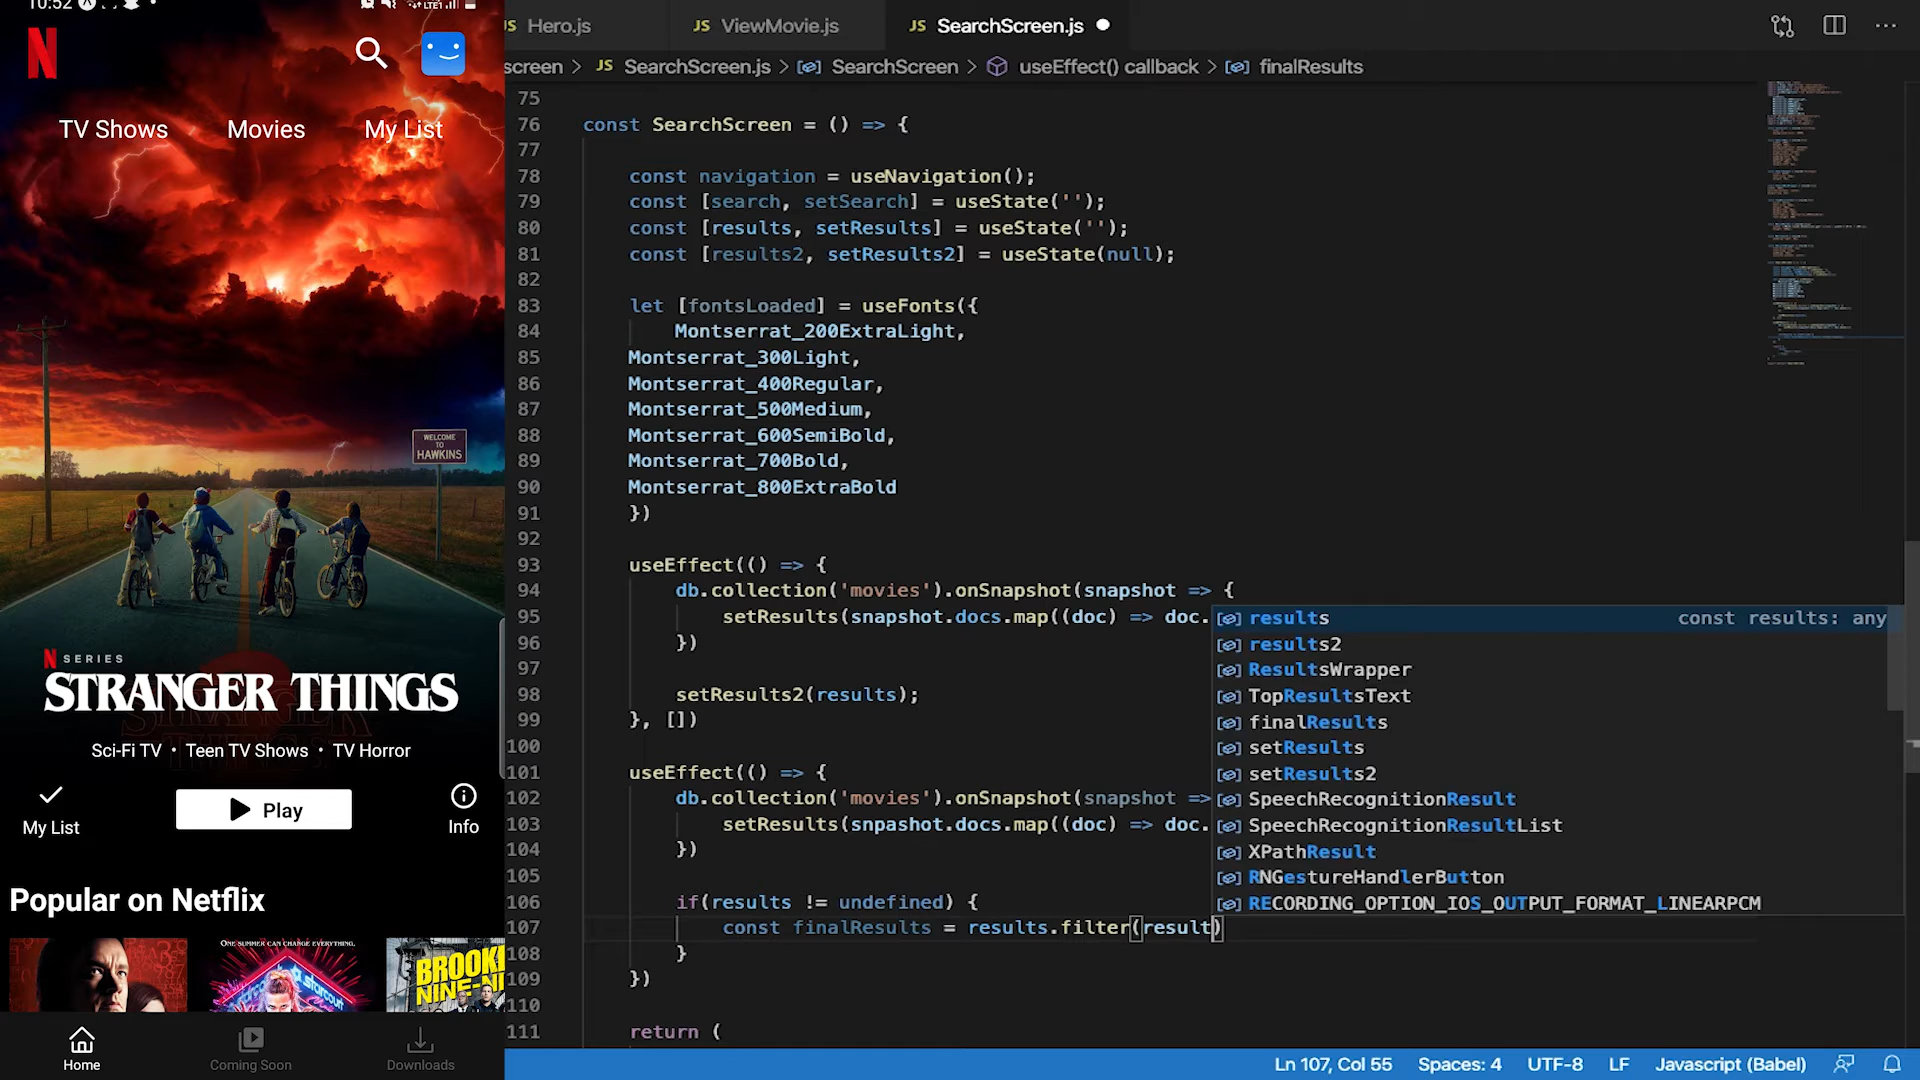 10:52
N
TV Shows Movies My List
WELCOME
TO
HAWKINS
N SERIES
STRANGER THINGS
Sci-Fi TV • Teen TV Shows • TV Horror
My List
Play
Info
Popular on Netflix
ONE SUMMER CAN CHANGE EVERYTHING.
Home
Coming Soon
Downloads
JS Hero.js
JS ViewMovie.js
JS SearchScreen.js
screen > JS SearchScreen.js > SearchScreen > useEffect() callback > finalResults
75
76 const SearchScreen = () => {
77
78 const navigation = useNavigation();
79 const [search, setSearch] = useState('');
80 const [results, setResults] = useState('');
81 const [results2, setResults2] = useState(null);
82
83 let [fontsLoaded] = useFonts({
84 Montserrat_200ExtraLight,
85 Montserrat_300Light,
86 Montserrat_400Regular,
87 Montserrat_500Medium,
88 Montserrat_600SemiBold,
89 Montserrat_700Bold,
90 Montserrat_800ExtraBold
91 })
92
93 useEffect(() => {
94 db.collection('movies').onSnapshot(snapshot => {
95 setResults(snapshot.docs.map((doc) => doc.
96 })
97
98 setResults2(results);
99 }, [])
100
101 useEffect(() => {
102 db.collection('movies').onSnapshot(snapshot =>
103 setResults(snpashot.docs.map((doc) => doc.
104 })
105
106 if(results != undefined) {
107 const finalResults = results.filter(result)
108 }
109 })
110
111 return (
results const results: any
results2
ResultsWrapper
TopResultsText
finalResults
setResults
setResults2
SpeechRecognitionResult
SpeechRecognitionResultList
XPathResult
RNGestureHandlerButton
RECORDING_OPTION_IOS_OUTPUT_FORMAT_LINEARPCM
Ln 107, Col 55 Spaces: 4 UTF-8 LF Javascript (Babel)